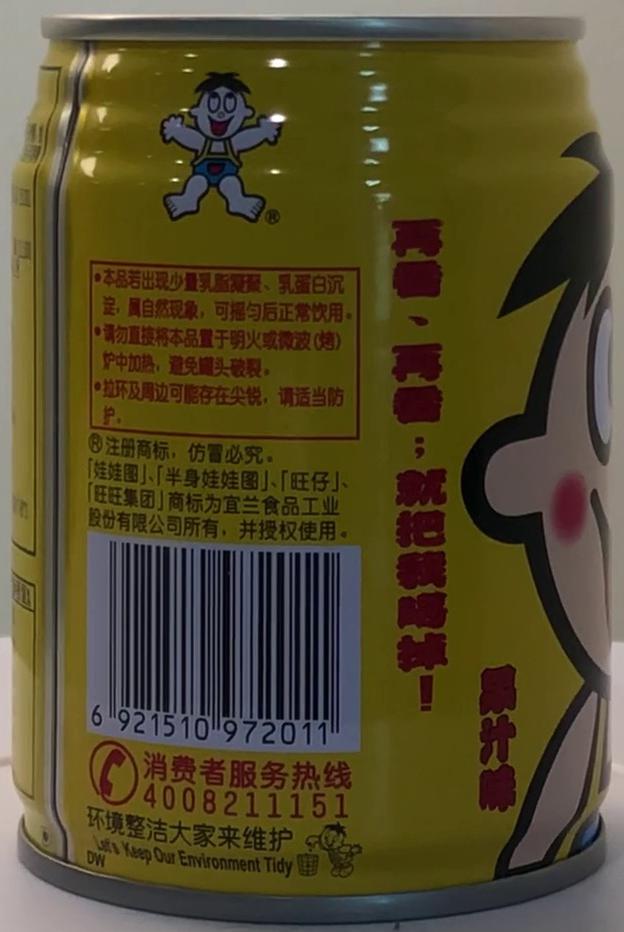 ®
•本品若出现少量乳脂凝聚、乳蛋白沉
淀，属自然现象，可摇匀后正常饮用。
•请勿直接将本品置于明火或微波(烤)
炉中加热，避免罐头破裂。
•拉环及周边可能存在尖锐，请适当防
护。
®注册商标，仿冒必究。
「娃娃图」、「半身娃娃图」、「旺仔」、
「旺旺集团」商标为宜兰食品工业
股份有限公司所有，并授权使用。
6 921510 972011
消费者服务热线
4008211151
环境整洁大家来维护
Let's Keep Our Environment Tidy
DW
再看、再看；就把我喝掉！
果汁味